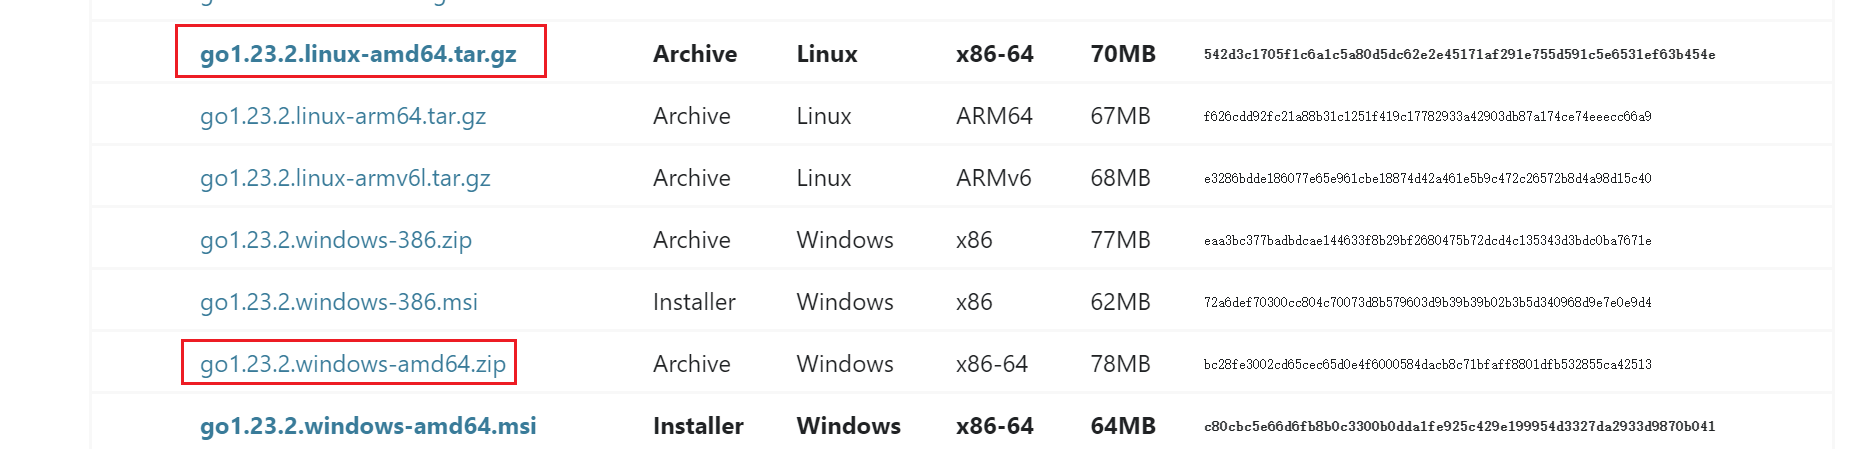 go1.23.2.linux-amd64.tar.gz Archive Linux x86-64 70MB 542d3c1705f1c6a1c5a80d5dc62e2e45171af291e755d591c5e6531ef63b454e
go1.23.2.linux-arm64.tar.gz Archive Linux ARM64 67MB f626cdd92fc21a88b31c1251f419c17782933a42903db87a174ce74eeecc66a9
go1.23.2.linux-armv6l.tar.gz Archive Linux ARMv6 68MB e3286bdde186077e65e961cbe18874d42a461e5b9c472c26572b8d4a98d15c40
go1.23.2.windows-386.zip Archive Windows x86 77MB eaa3bc377badbdcae144633f8b29bf2680475b72dcd4c135343d3bdc0ba7671e
go1.23.2.windows-386.msi Installer Windows x86 62MB 72a6def70300cc804c70073d8b579603d9b39b39b02b3b5d340968d9e7e0e9d4
go1.23.2.windows-amd64.zip Archive Windows x86-64 78MB bc28fe3002cd65cec65d0e4f6000584dacb8c71bfaff8801dfb532855ca42513
go1.23.2.windows-amd64.msi Installer Windows x86-64 64MB c80cbc5e66d6fb8b0c3300b0dda1fe925c429e199954d3327da2933d9870b041